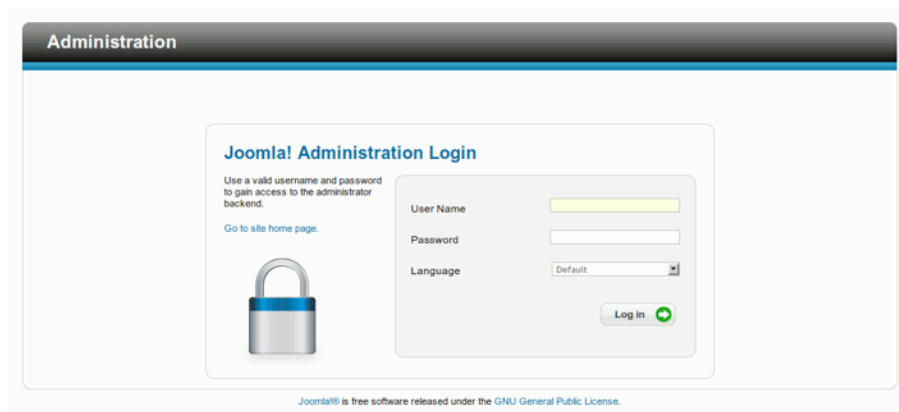 Administration
Joomla! Administration Login
Use a valid username and password
to gain access to the administrator
backend.
Go to site home page.
User Name
Password
Language
Default
Log in
Joomla!® is free software released under the GNU General Public License.